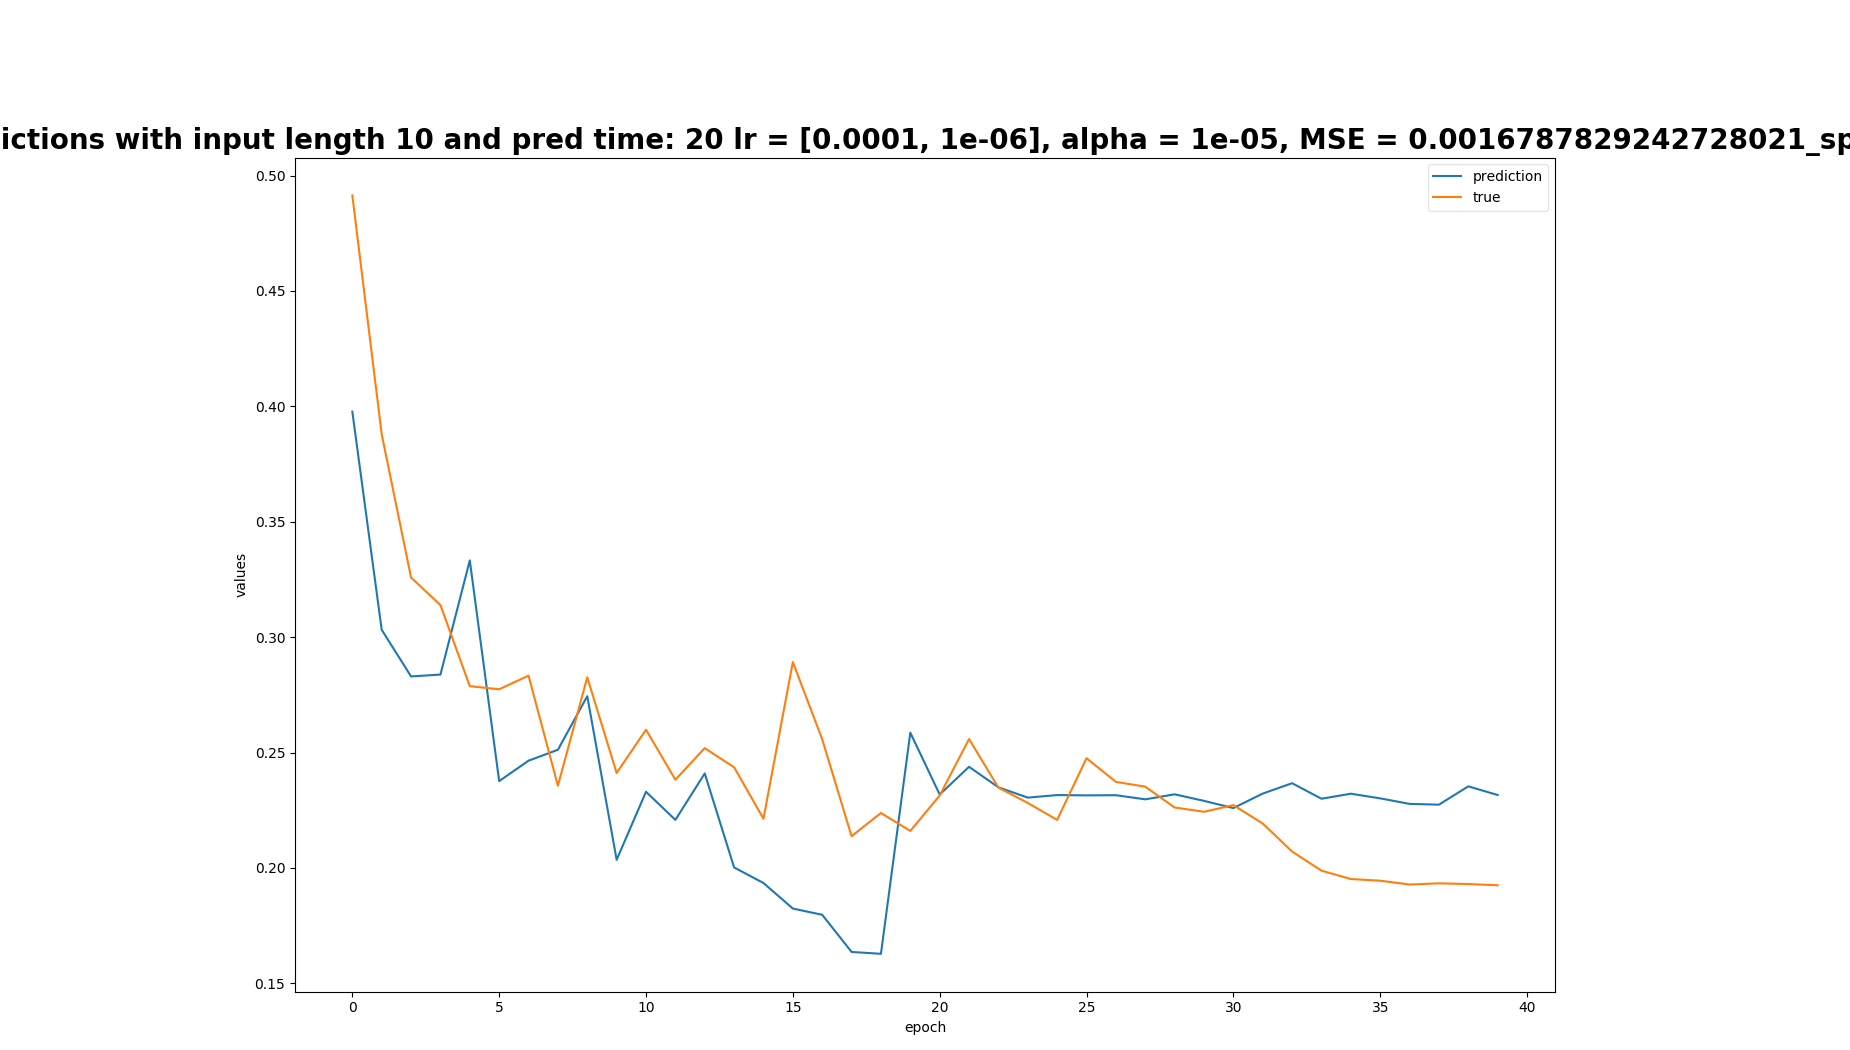 ictions with input length 10 and pred time: 20 lr = [0.0001, 1e-06], alpha = 1e-05, MSE = 0.0016787829242728021_sp
prediction
true
0.50
0.45
0.40
0.35
0.30
0.25
0.20
0.15
values
0 5 10 15 20 25 30 35 40
epoch